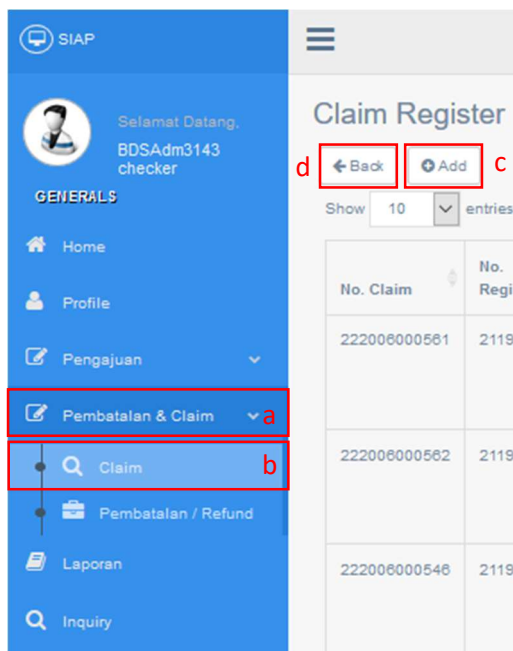 SIAP
Selamat Datang,
BDSAdm3143
checker
GENERALS
Home
Profile
Pengajuan
Pembatalan & Claim a
Claim b
Pembatalan / Refund
Laporan
Inquiry
Claim Register
d Back Add c
Show 10 entries
No. Claim No.
Regi
222006000561 2119
222006000562 2119
222006000546 2119